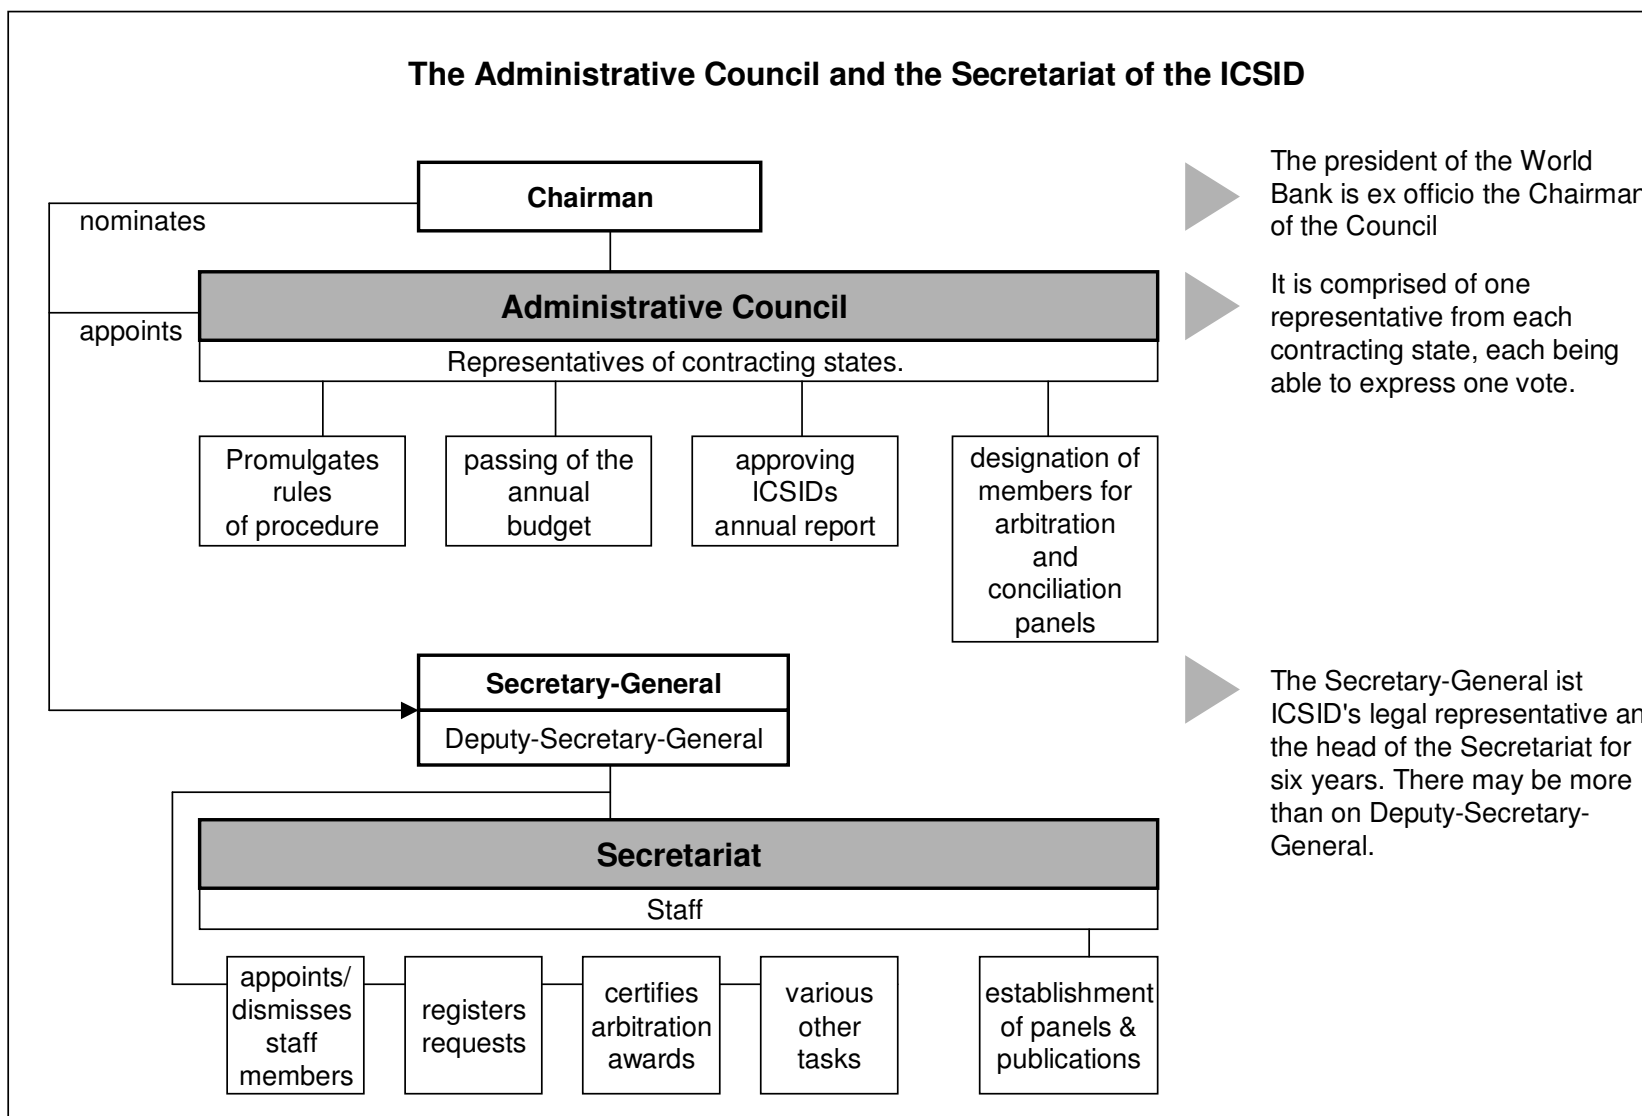 The Administrative Council and the Secretariat of the ICSID
Chairman
nominates
The president of the World
Bank is ex officio the Chairman
of the Council
Administrative Council
appoints
Representatives of contracting states.
It is comprised of one
representative from each
contracting state, each being
able to express one vote.
Promulgates
rules
of procedure
passing of the
annual
budget
approving
ICSIDs
annual report
designation of
members for
arbitration
and
conciliation
panels
Secretary-General
Deputy-Secretary-General
The Secretary-General ist
ICSID's legal representative an
the head of the Secretariat for
six years. There may be more
than on Deputy-Secretary-
General.
Secretariat
Staff
appoints/
dismisses
staff
members
registers
requests
certifies
arbitration
awards
various
other
tasks
establishment
of panels &
publications